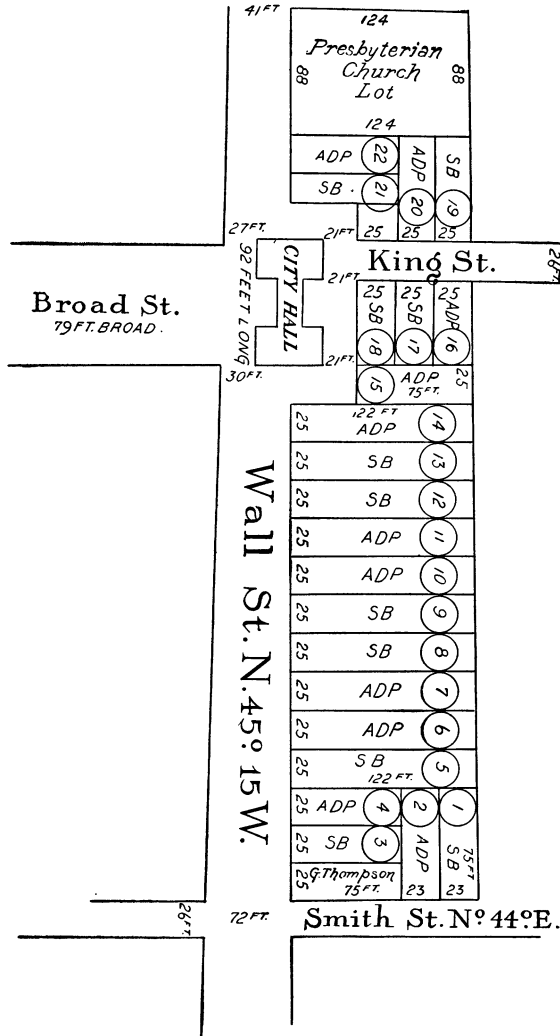 41FT
124
Presbyterian
Church
Lot
88
88
124
ADP
22
SB
21
ADP
20
SB
19
25
25
25
27FT.
21FT
92 FEET LONG
CITY HALL
21FT
King St.
26FT.
Broad St.
79FT. BROAD.
25
SB
18
25
SB
17
25
ADP
16
30FT.
21FT.
15
ADP
75FT.
25
122 FT
25
ADP
14
25
SB
13
25
SB
12
25
ADP
11
25
ADP
10
25
SB
9
25
SB
8
25
ADP
7
25
ADP
6
25
SB
122 FT.
5
Wall St. N. 45º 15 W.
25
ADP
4
25
SB
3
25
G. Thompson
75FT.
2
ADP
23
1
SB
75FT
23
26FT.
72FT.
Smith St. Nº 44º E.